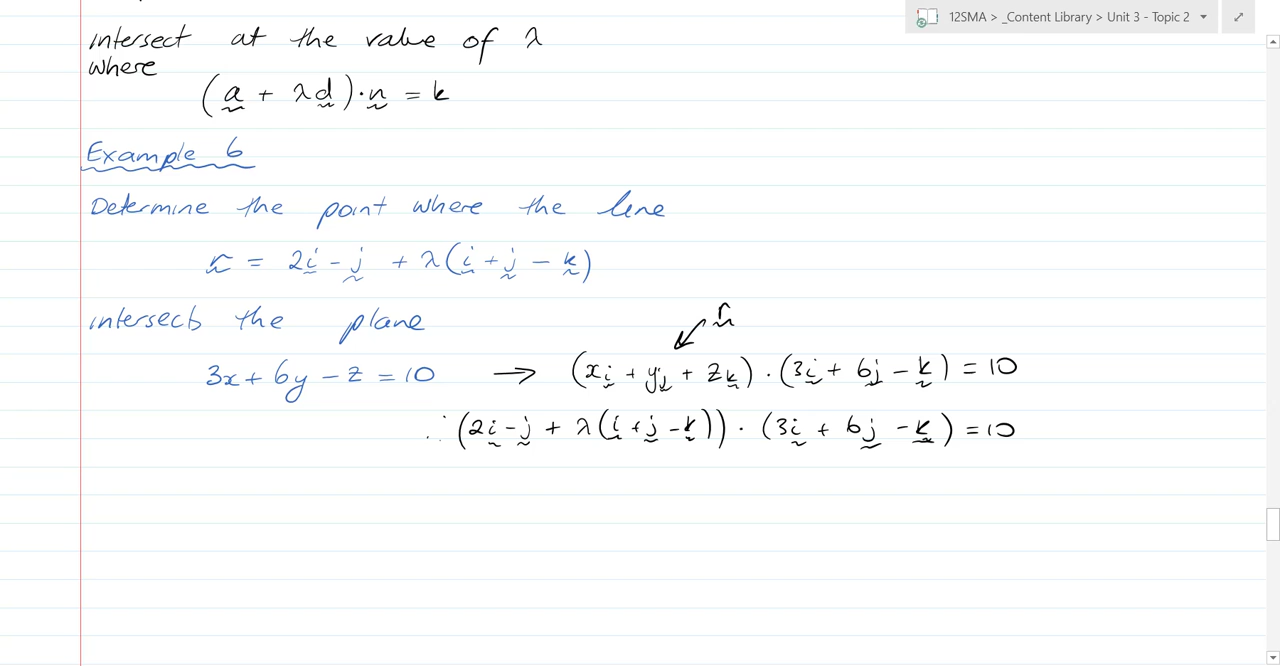 12SMA > _Content Library > Unit 3 - Topic 2
intersect at the value of λ
where
(a + λd)·n = k
Example 6
Determine the point where the line
r = 2i - j + λ(i + j - k)
intersects the plane
r
3x + 6y - z = 10 → (xi + yj + zk)·(3i + 6j - k) = 10
∴ (2i - j + λ(i + j - k))·(3i + 6j - k) = 10